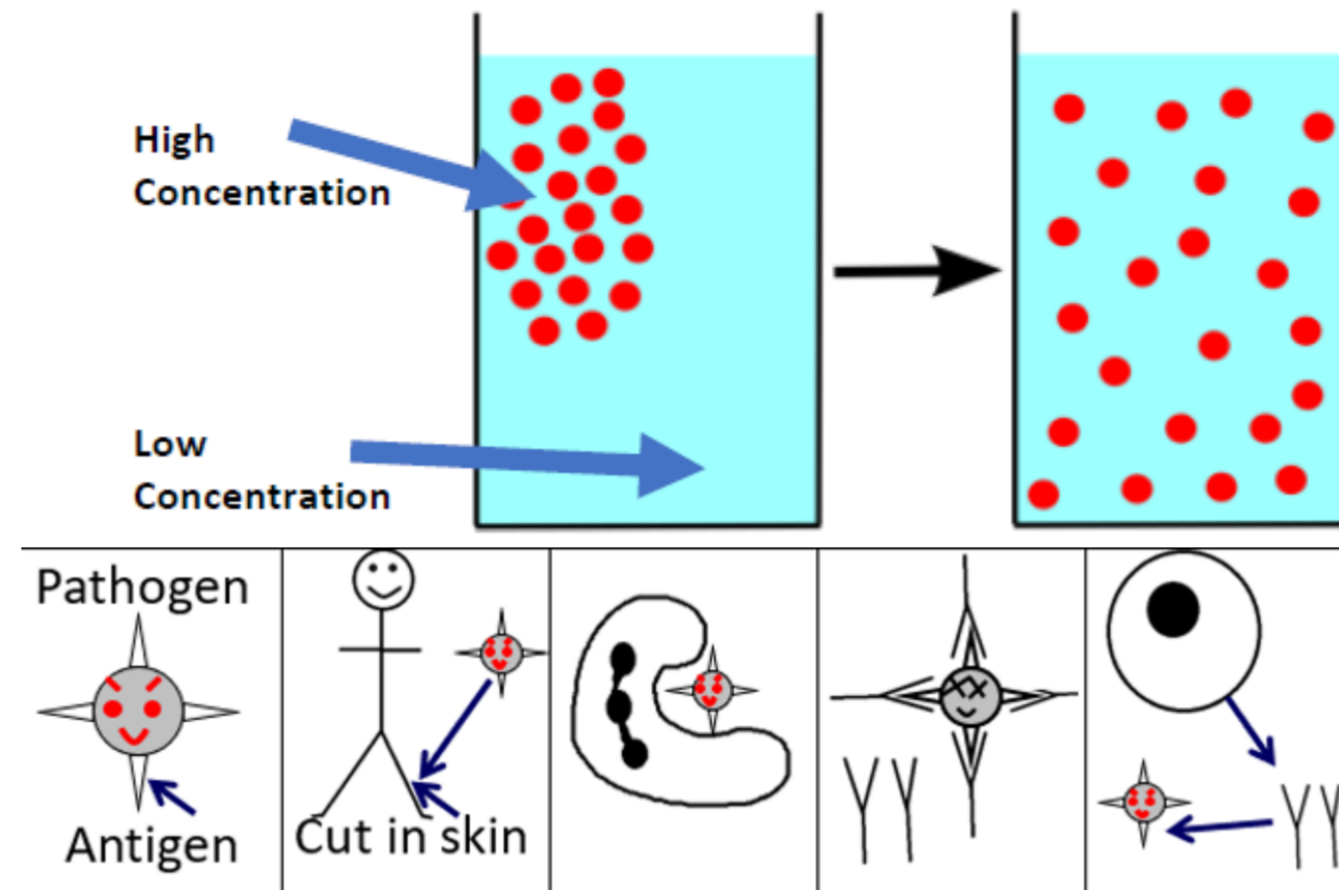 High
Concentration
Low
Concentration
Pathogen
Antigen
Cut in skin